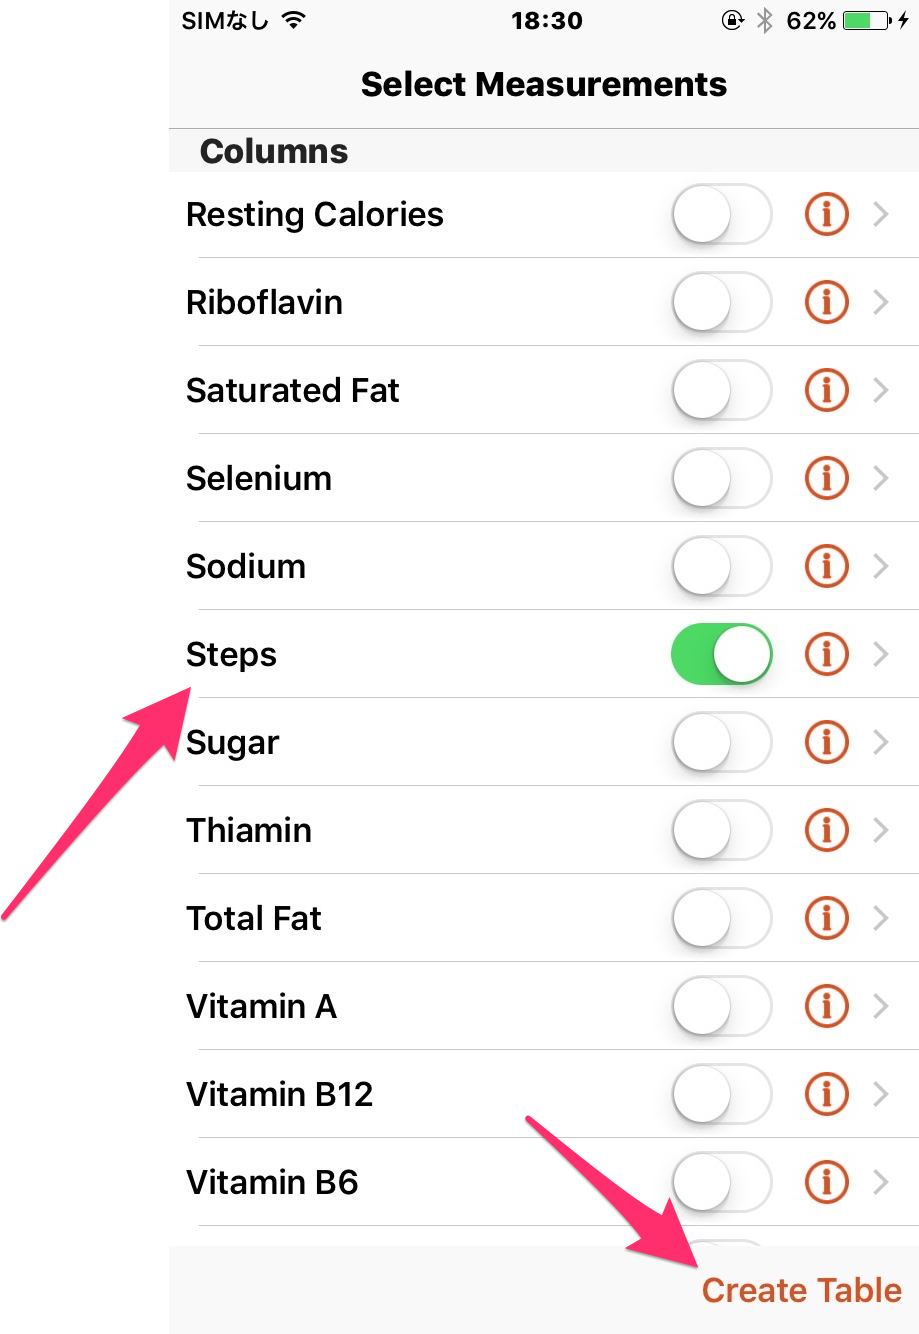 SIMなし 18:30 62%
Select Measurements
Columns
Resting Calories
Riboflavin
Saturated Fat
Selenium
Sodium
Steps
Sugar
Thiamin
Total Fat
Vitamin A
Vitamin B12
Vitamin B6
Create Table